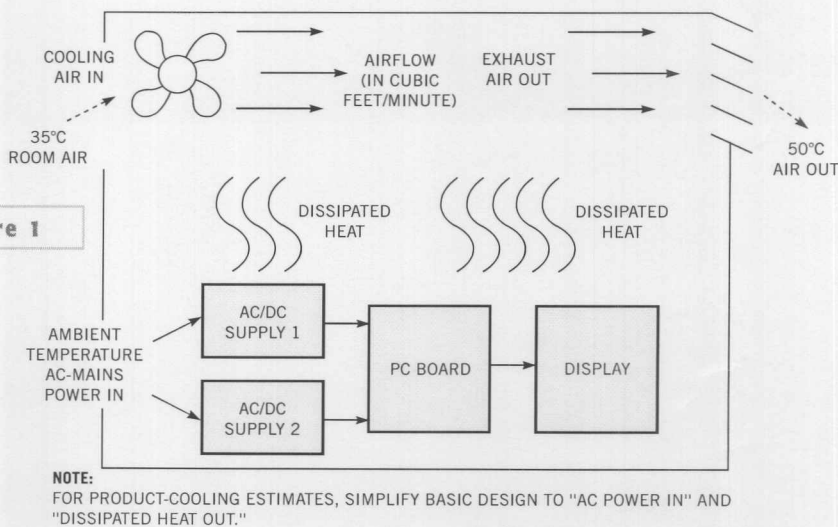 COOLING
AIR IN
AIRFLOW
(IN CUBIC
FEET/MINUTE)
EXHAUST
AIR OUT
35°C
ROOM AIR
50°C
AIR OUT
re 1
DISSIPATED
HEAT
DISSIPATED
HEAT
AMBIENT
TEMPERATURE
AC-MAINS
POWER IN
AC/DC
SUPPLY 1
AC/DC
SUPPLY 2
PC BOARD
DISPLAY
NOTE:
FOR PRODUCT-COOLING ESTIMATES, SIMPLIFY BASIC DESIGN TO "AC POWER IN" AND
"DISSIPATED HEAT OUT."